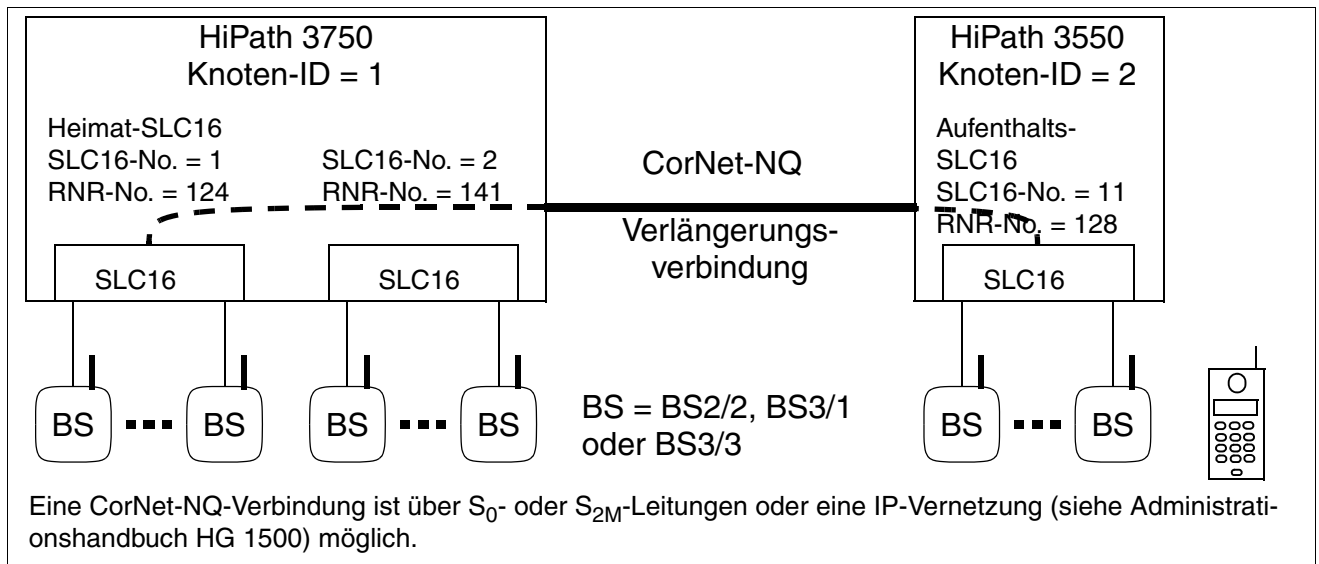 HiPath 3750
Knoten-ID = 1
Heimat-SLC16
SLC16-No. = 1
RNR-No. = 124
SLC16-No. = 2
RNR-No. = 141
SLC16
SLC16
CorNet-NQ
Verlängerungs-
verbindung
HiPath 3550
Knoten-ID = 2
Aufenthalts-
SLC16
SLC16-No. = 11
RNR-No. = 128
SLC16
BS
BS
BS
BS
BS = BS2/2, BS3/1
oder BS3/3
BS
BS
Eine CorNet-NQ-Verbindung ist über S0- oder S2M-Leitungen oder eine IP-Vernetzung (siehe Administrati-
onshandbuch HG 1500) möglich.